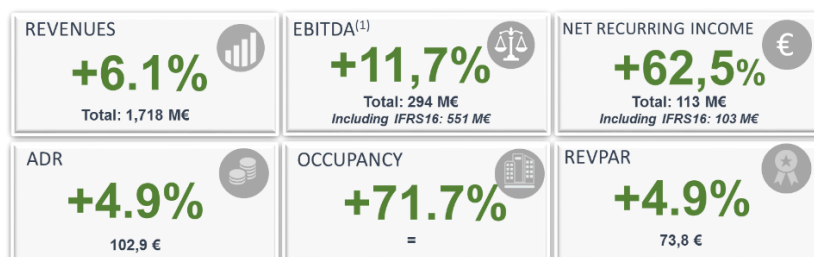 REVENUES
+6.1%
Total: 1,718 M€
EBITDA(1)
+11,7%
Total: 294 M€
Including IFRS16: 551 M€
NET RECURRING INCOME
€
+62,5%
Total: 113 M€
Including IFRS16: 103 M€
ADR
+4.9%
102,9 €
OCCUPANCY
+71.7%
=
REVPAR
+4.9%
73,8 €